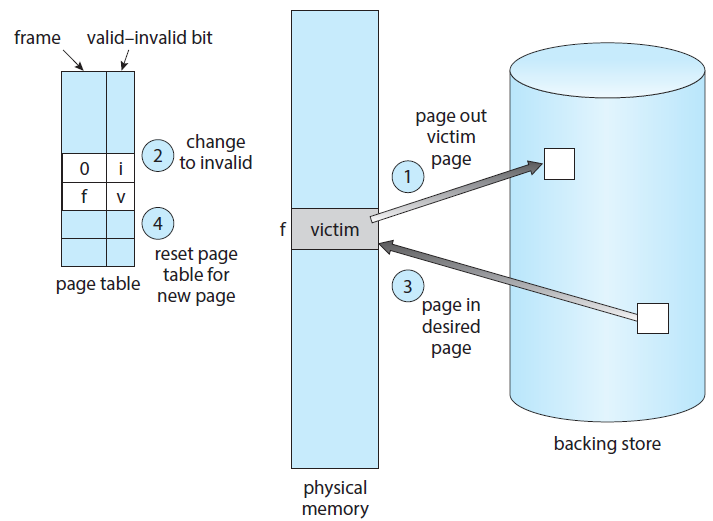 frame
valid–invalid bit
0 i
f v
page table
2
change
to invalid
4
reset page
table for
new page
f
victim
physical
memory
page out
victim
page
1
3
page in
desired
page
backing store